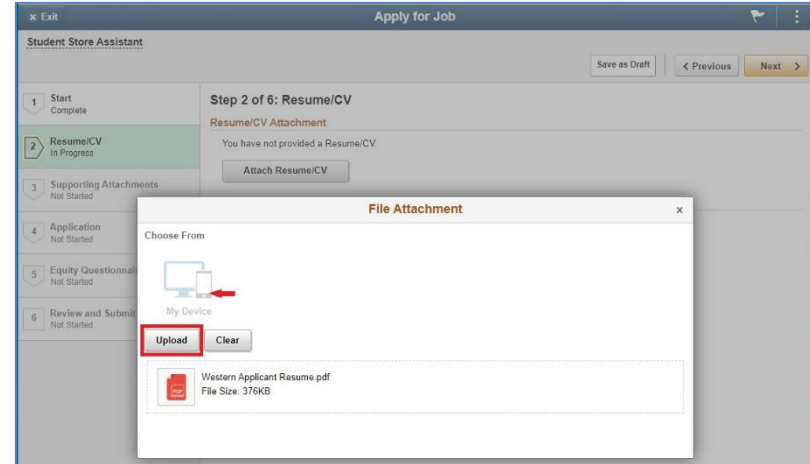 × Exit
Apply for Job
Student Store Assistant
Save as Draft
Previous
Next
1
Start
Complete
Step 2 of 6: Resume/CV
Resume/CV Attachment
2
Resume/CV
In Progress
You have not provided a Resume/CV.
Attach Resume/CV
3
Supporting Attachments
Not Started
File Attachment
×
4
Application
Not Started
Choose From
5
Equity Questionnai
Not Started
My Device
6
Review and Submit
Not Started
Upload
Clear
PDF
Western Applicant Resume.pdf
File Size: 376KB